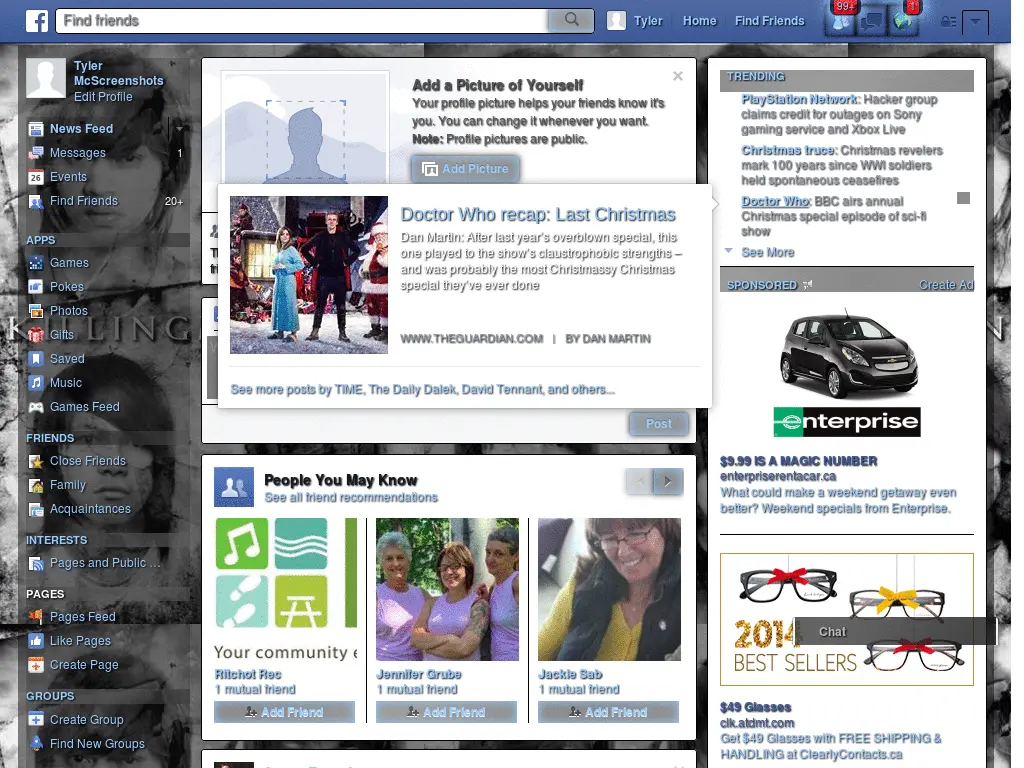 Find friends
Tyler
Home
Find Friends
99+
1
Tyler
McScreenshots
Edit Profile
News Feed
Messages
1
26
Events
Find Friends
20+
APPS
Games
Pokes
Photos
Gifts
Saved
Music
Games Feed
FRIENDS
Close Friends
Family
Acquaintances
INTERESTS
Pages and Public ...
PAGES
Pages Feed
Like Pages
Create Page
GROUPS
Create Group
Find New Groups
KILLING
Add a Picture of Yourself
Your profile picture helps your friends know it's
you. You can change it whenever you want.
Note: Profile pictures are public.
Add Picture
Doctor Who recap: Last Christmas
Dan Martin: After last year's overblown special, this
one played to the show's claustrophobic strengths –
and was probably the most Christmassy Christmas
special they've ever done
WWW.THEGUARDIAN.COM | BY DAN MARTIN
See more posts by TIME, The Daily Dalek, David Tennant, and others...
Post
People You May Know
See all friend recommendations
Your community e
Ritchot Rec
1 mutual friend
Add Friend
Jennifer Grube
1 mutual friend
Add Friend
Jackie Sab
1 mutual friend
Add Friend
TRENDING
PlayStation Network: Hacker group
claims credit for outages on Sony
gaming service and Xbox Live
Christmas truce: Christmas revelers
mark 100 years since WWI soldiers
held spontaneous ceasefires
Doctor Who: BBC airs annual
Christmas special episode of sci-fi
show
See More
SPONSORED
Create Ad
enterprise
$9.99 IS A MAGIC NUMBER
enterpriserentacar.ca
What could make a weekend getaway even
better? Weekend specials from Enterprise.
2014
BEST SELLERS
Chat
$49 Glasses
clk.atdmt.com
Get $49 Glasses with FREE SHIPPING &
HANDLING at ClearlyContacts.ca